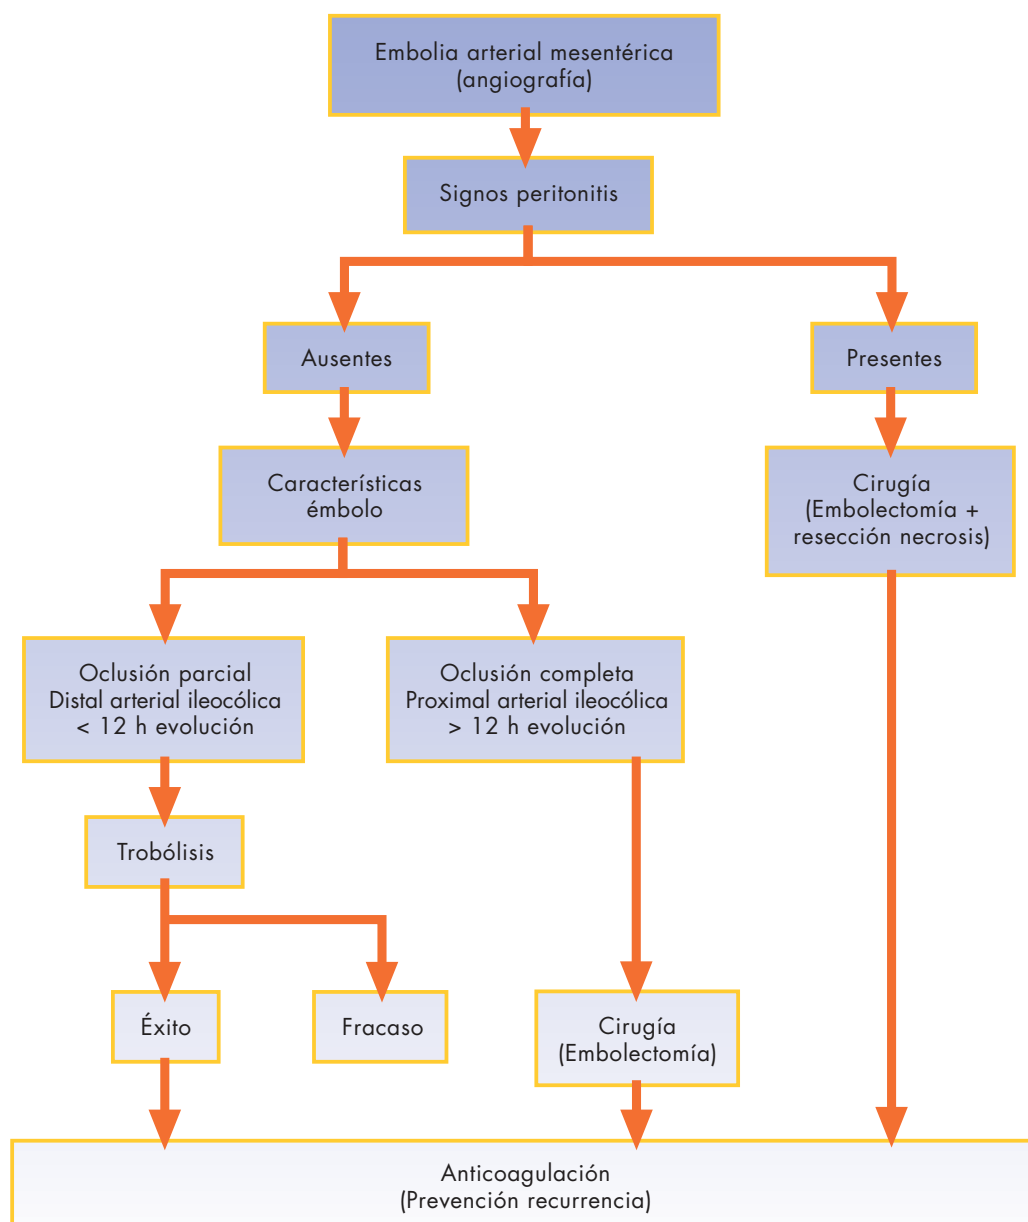 Embolia arterial mesentérica
(angiografía)
Signos peritonitis
Ausentes
Presentes
Características
émbolo
Cirugía
(Embolectomía +
resección necrosis)
Oclusión parcial
Distal arterial ileocólica
< 12 h evolución
Oclusión completa
Proximal arterial ileocólica
> 12 h evolución
Trobólisis
Éxito
Fracaso
Cirugía
(Embolectomía)
Anticoagulación
(Prevención recurrencia)